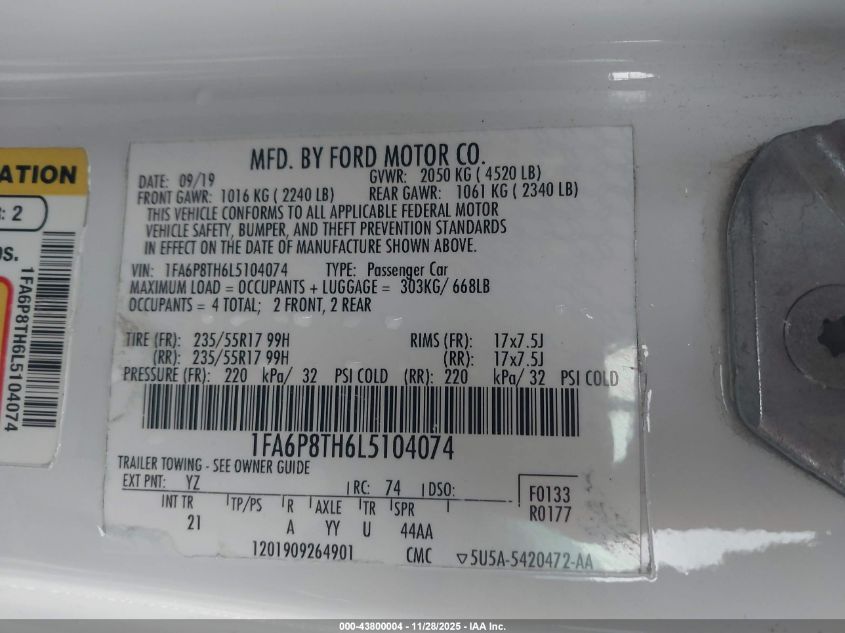 ATION
: 2
OS.
1FA6P8TH6L5104074
MFD. BY FORD MOTOR CO.
DATE: 09/19 GVWR: 2050 KG ( 4520 LB)
FRONT GAWR: 1016 KG ( 2240 LB) REAR GAWR: 1061 KG ( 2340 LB)
THIS VEHICLE CONFORMS TO ALL APPLICABLE FEDERAL MOTOR
VEHICLE SAFETY, BUMPER, AND THEFT PREVENTION STANDARDS
IN EFFECT ON THE DATE OF MANUFACTURE SHOWN ABOVE.
VIN: 1FA6P8TH6L5104074 TYPE: Passenger Car
MAXIMUM LOAD = OCCUPANTS + LUGGAGE = 303KG/ 668LB
OCCUPANTS = 4 TOTAL; 2 FRONT, 2 REAR
TIRE (FR): 235/55R17 99H RIMS (FR): 17x7.5J
(RR): 235/55R17 99H (RR): 17x7.5J
PRESSURE (FR): 220 kPa/ 32 PSI COLD (RR): 220 kPa/ 32 PSI COLD
1FA6P8TH6L5104074
TRAILER TOWING - SEE OWNER GUIDE
EXT PNT: YZ RC: 74 DSO: F0133
INT TR TP/PS R AXLE TR SPR R0177
21 A YY U 44AA
1201909264901 CMC ▽5U5A-5420472-AA
000-43800004 | 11/28/2025 - IAA Inc.